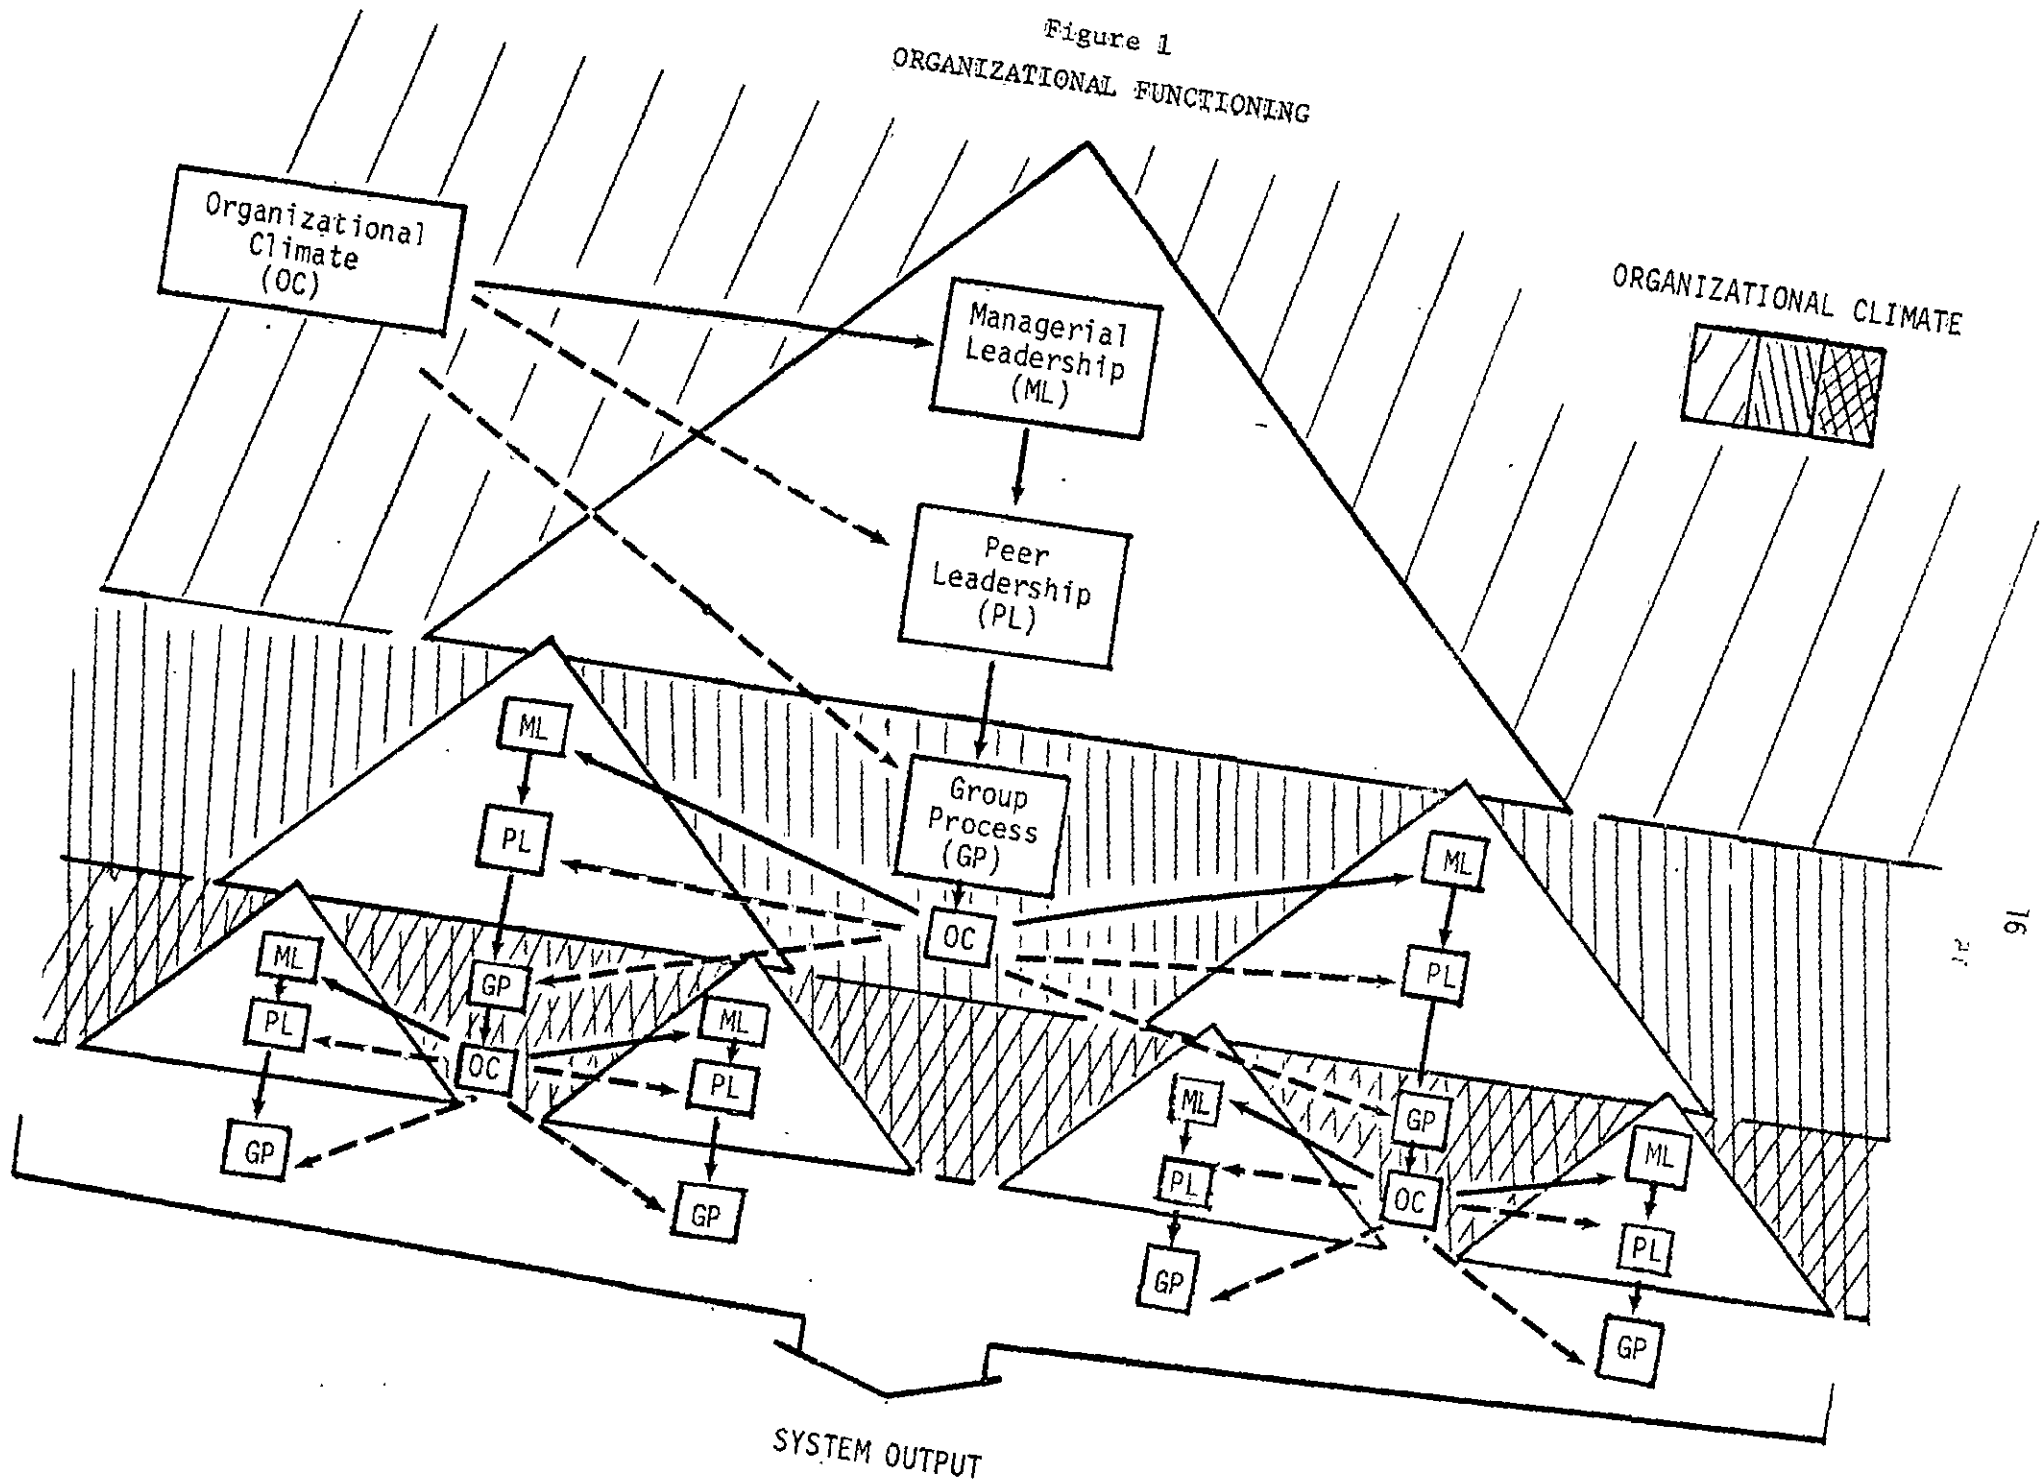 Figure 1
ORGANIZATIONAL FUNCTIONING
Organizational
Climate
(OC)
Managerial
Leadership
(ML)
ORGANIZATIONAL CLIMATE
Peer
Leadership
(PL)
Group
Process
(GP)
OC
ML
PL
GP
OC
ML
PL
GP
OC
ML
PL
GP
ML
PL
GP
ML
PL
GP
ML
PL
GP
16
SYSTEM OUTPUT